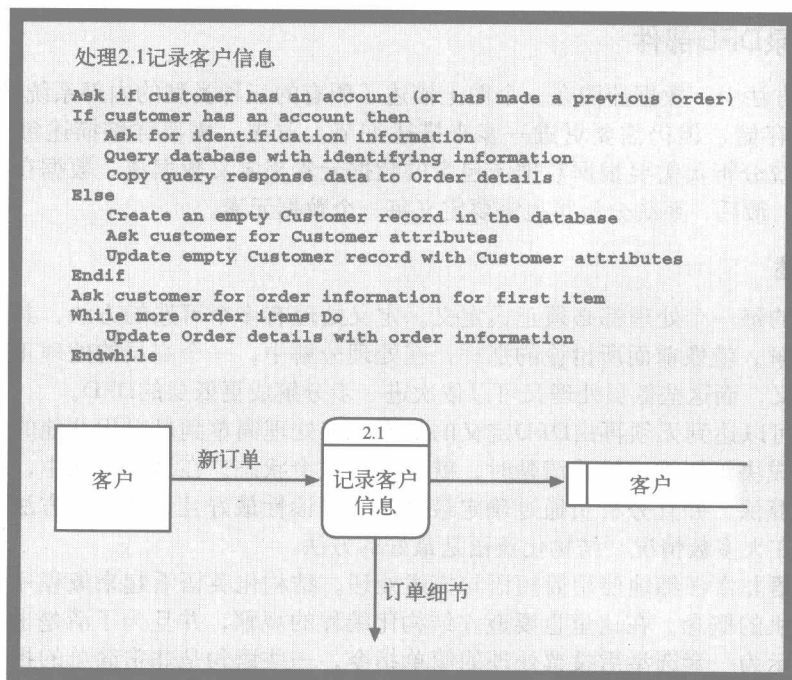 处理2.1记录客户信息
Ask if customer has an account (or has made a previous order)
If customer has an account then
Ask for identification information
Query database with identifying information
Copy query response data to Order details
Else
Create an empty Customer record in the database
Ask customer for Customer attributes
Update empty Customer record with Customer attributes
Endif
Ask customer for order information for first item
While more order items Do
Update Order details with order information
Endwhile
客户
新订单
2.1
记录客户
信息
客户
订单细节